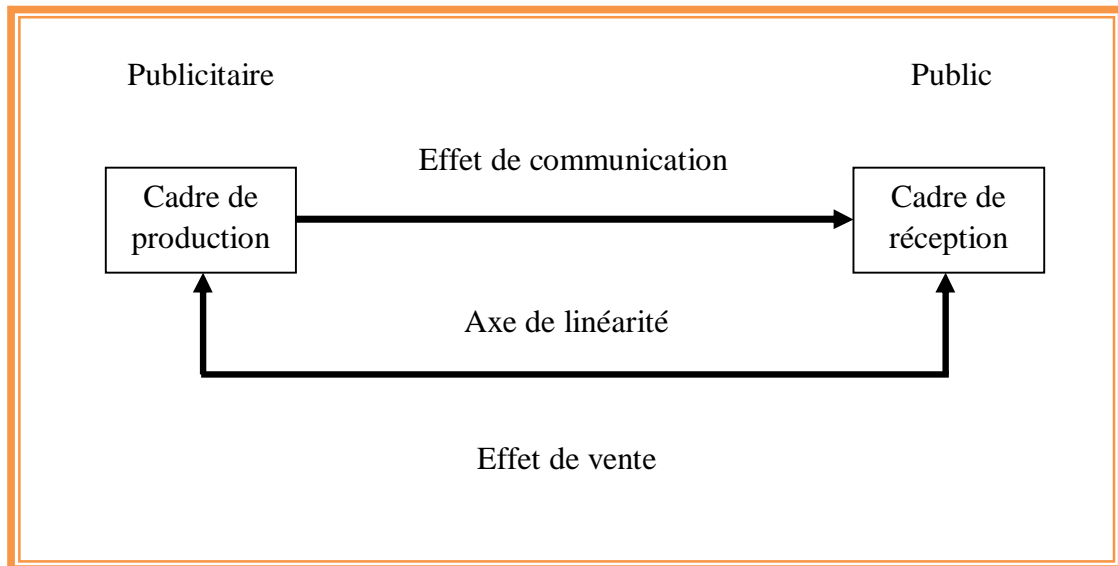 Publicitaire
Public
Effet de communication
Cadre de
production
Cadre de
réception
Axe de linéarité
Effet de vente